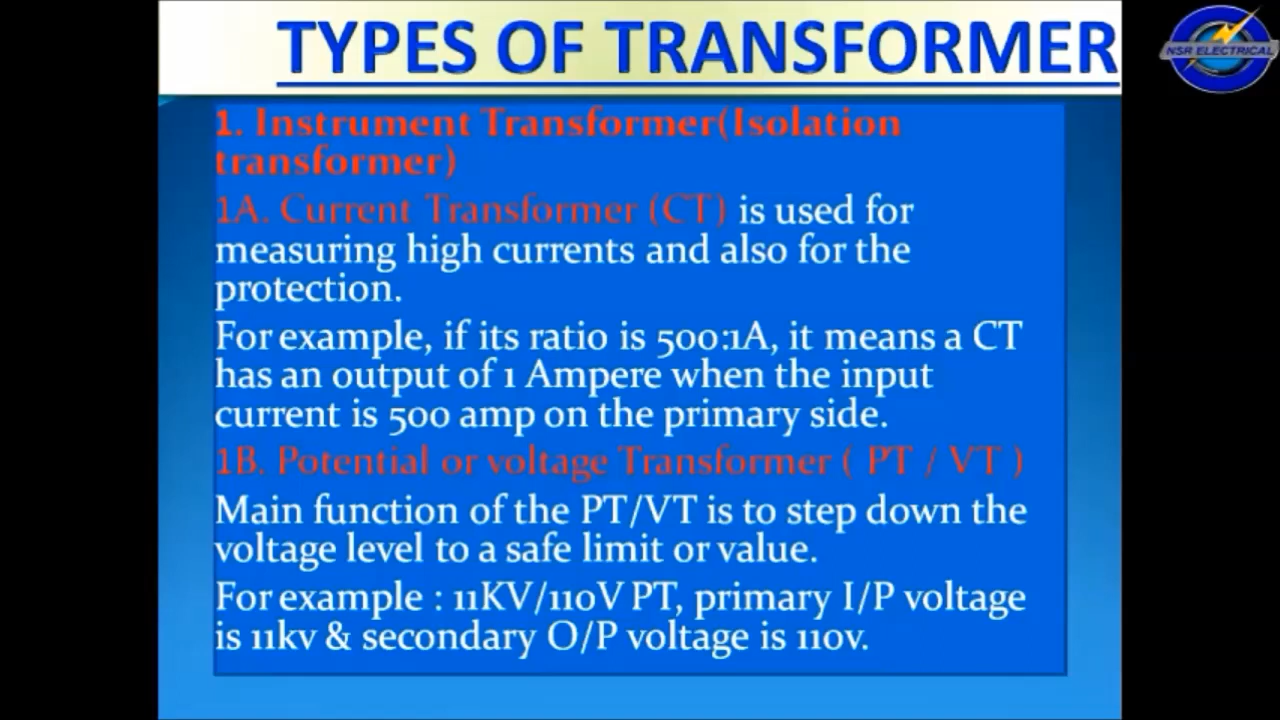 TYPES OF TRANSFORMER
NSR ELECTRICAL
1. Instrument Transformer(Isolation
transformer)
1A. Current Transformer (CT) is used for
measuring high currents and also for the
protection.
For example, if its ratio is 500:1A, it means a CT
has an output of 1 Ampere when the input
current is 500 amp on the primary side.
1B. Potential or voltage Transformer ( PT / VT )
Main function of the PT/VT is to step down the
voltage level to a safe limit or value.
For example : 11KV/110V PT, primary I/P voltage
is 11kv & secondary O/P voltage is 110v.